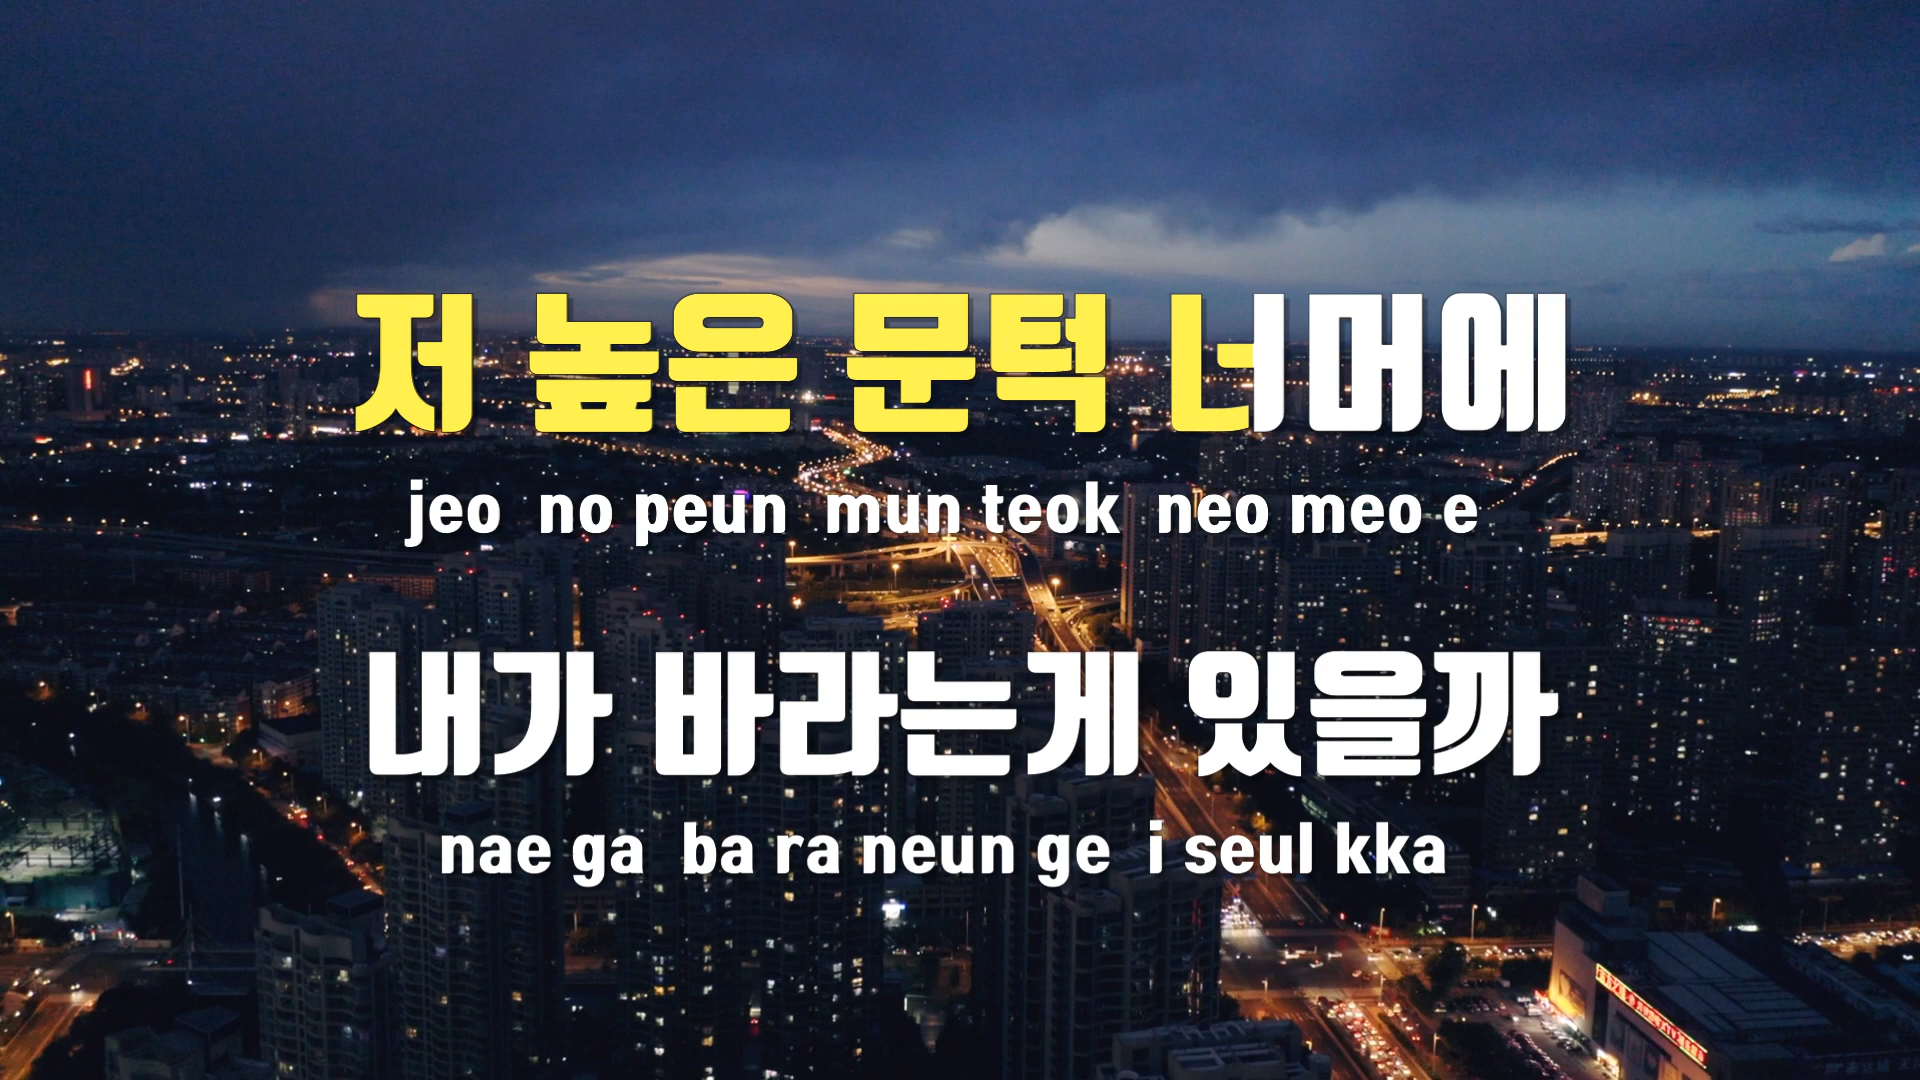 저 높은 문턱 너머에
jeo no peun mun teok neo meo e
내가 바라는게 있을까
nae ga ba ra neun ge i seul kka